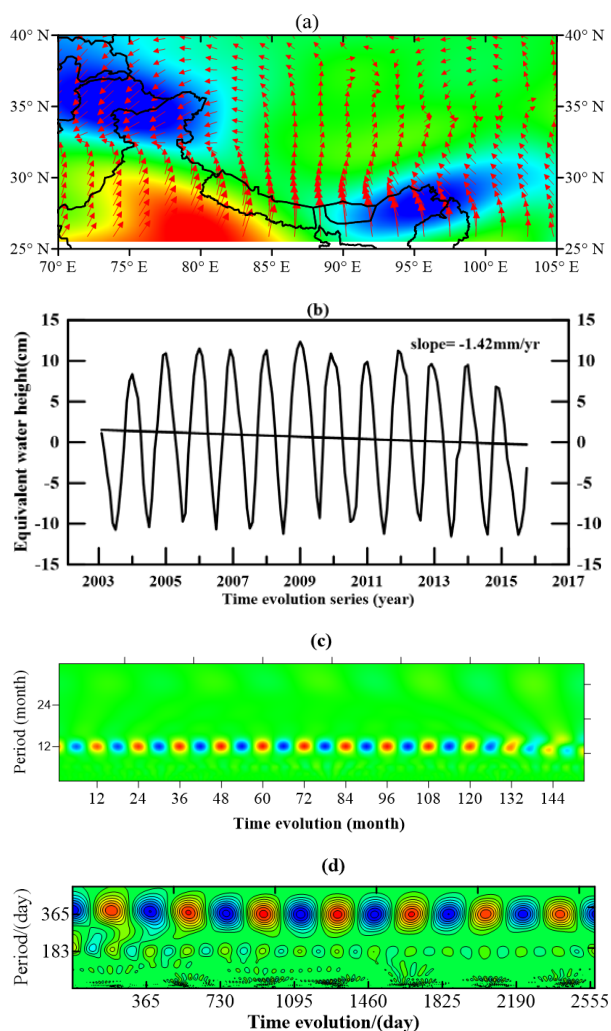 (a)
40° N 40° N
35° N 35° N
30° N 30° N
25° N 25° N
70° E 75° E 80° E 85° E 90° E 95° E 100° E 105° E
(b)
15 15
10 10
5 5
0 0
-5 -5
-10 -10
-15 -15
Equivalent water height(cm)
slope= -1.42mm/yr
2003 2005 2007 2009 2011 2013 2015 2017
Time evolution series (year)
(c)
Period (month)
24
12
12 24 36 48 60 72 84 96 108 120 132 144
Time evolution (month)
(d)
Period/(day)
365
183
365 730 1095 1460 1825 2190 2555
Time evolution/(day)